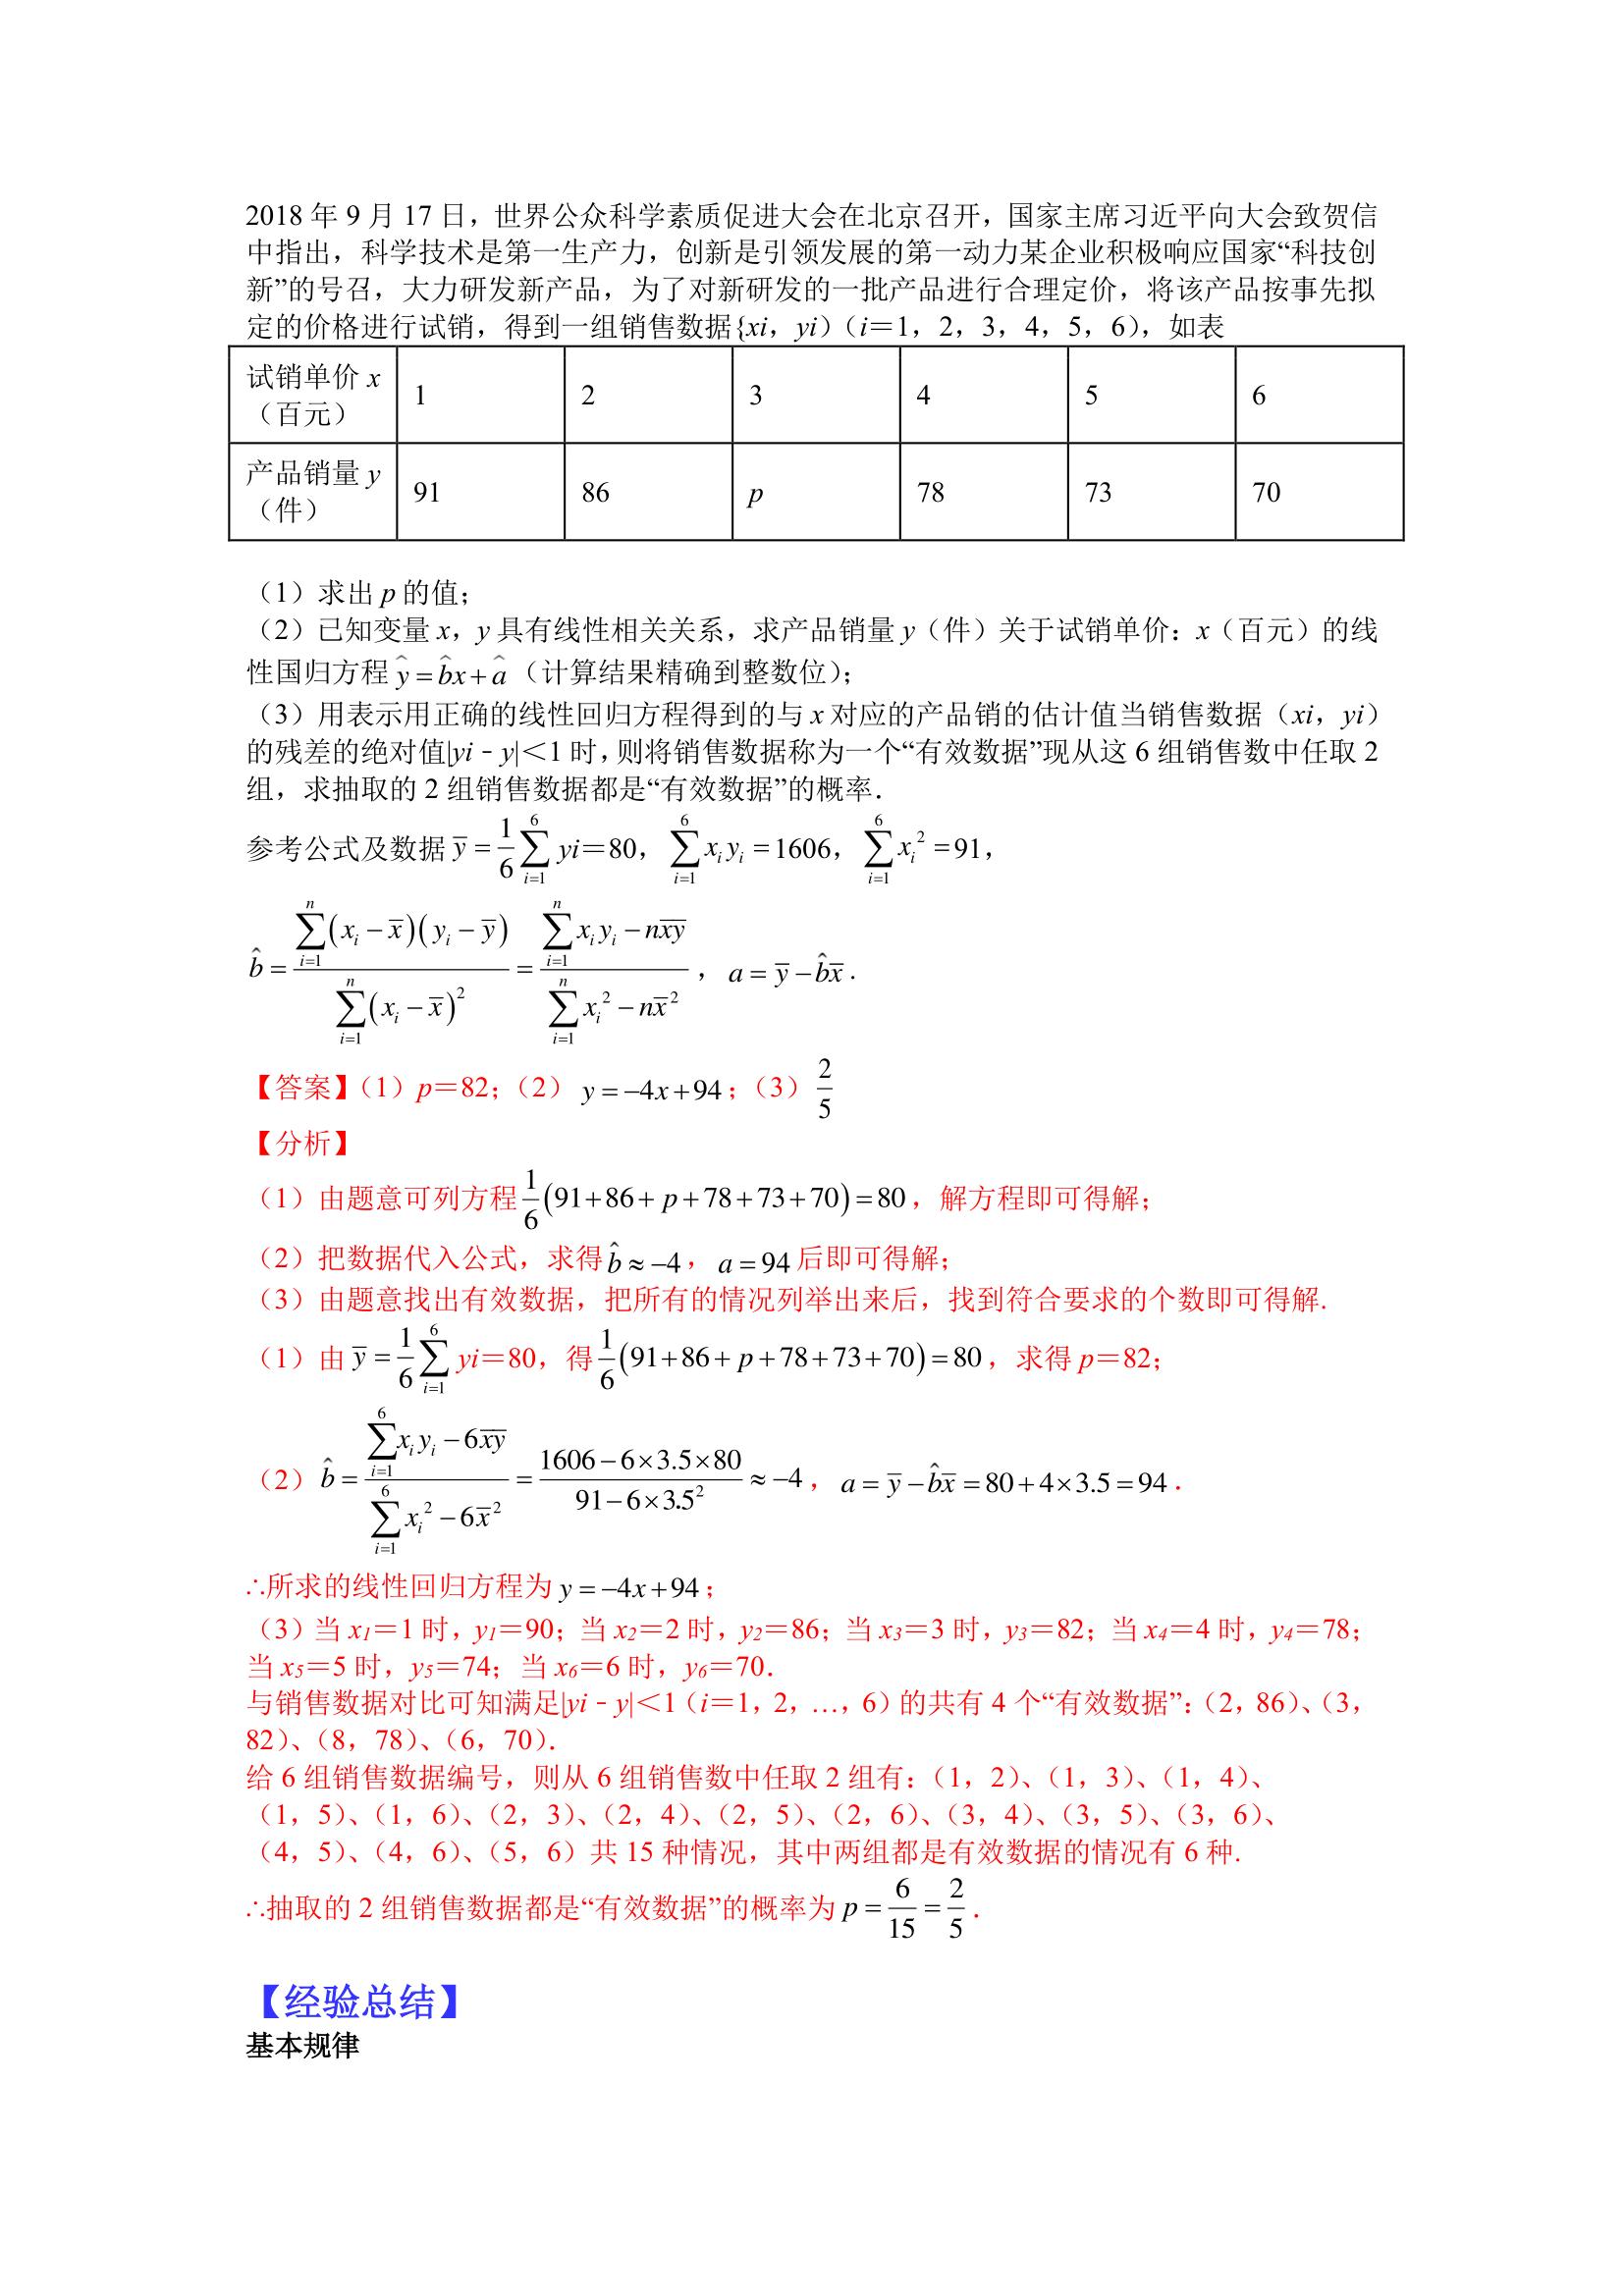 2018 年 9 月 17 日，世界公众科学素质促进大会在北京召开，国家主席习近平向大会致贺信
中指出，科学技术是第一生产力，创新是引领发展的第一动力某企业积极响应国家“科技创
新”的号召，大力研发新产品，为了对新研发的一批产品进行合理定价，将该产品按事先拟
定的价格进行试销，得到一组销售数据{xi，yi）（i＝1，2，3，4，5，6），如表
试销单价 x（百元） 1 2 3 4 5 6
产品销量 y（件） 91 86 p 78 73 70
（1）求出 p 的值；
（2）已知变量 x，y 具有线性相关关系，求产品销量 y（件）关于试销单价：x（百元）的线
性国归方程 $\hat{y}=\hat{b}x+\hat{a}$（计算结果精确到整数位）；
（3）用表示用正确的线性回归方程得到的与 x 对应的产品销的估计值当销售数据（xi，yi）
的残差的绝对值|yi﹣y|＜1 时，则将销售数据称为一个“有效数据”现从这 6 组销售数中任取 2
组，求抽取的 2 组销售数据都是“有效数据”的概率．
参考公式及数据 $\overline{y}=\frac{1}{6}\sum_{i=1}^{6}$ yi＝80， $\sum_{i=1}^{6}x_iy_i=1606$， $\sum_{i=1}^{6}x_i^2=91$，
$\hat{b}=\frac{\sum_{i=1}^{n}(x_i-\overline{x})(y_i-\overline{y})}{\sum_{i=1}^{n}(x_i-\overline{x})^2}=\frac{\sum_{i=1}^{n}x_iy_i-n\overline{x}\overline{y}}{\sum_{i=1}^{n}x_i^2-n\overline{x}^2}$， $a=\overline{y}-\hat{b}\overline{x}$．
【答案】（1）p＝82；（2） $y=-4x+94$；（3） $\frac{2}{5}$
【分析】
（1）由题意可列方程 $\frac{1}{6}(91+86+p+78+73+70)=80$，解方程即可得解；
（2）把数据代入公式，求得 $\hat{b}\approx-4$， $a=94$ 后即可得解；
（3）由题意找出有效数据，把所有的情况列举出来后，找到符合要求的个数即可得解.
（1）由 $\overline{y}=\frac{1}{6}\sum_{i=1}^{6}$ yi＝80，得 $\frac{1}{6}(91+86+p+78+73+70)=80$，求得 p＝82；
（2） $\hat{b}=\frac{\sum_{i=1}^{6}x_iy_i-6\overline{x}\overline{y}}{\sum_{i=1}^{6}x_i^2-6\overline{x}^2}=\frac{1606-6\times3.5\times80}{91-6\times3.5^2}\approx-4$， $a=\overline{y}-\hat{b}\overline{x}=80+4\times3.5=94$．
∴所求的线性回归方程为 $y=-4x+94$；
（3）当 x₁＝1 时，y₁＝90；当 x₂＝2 时，y₂＝86；当 x₃＝3 时，y₃＝82；当 x₄＝4 时，y₄＝78；
当 x₅＝5 时，y₅＝74；当 x₆＝6 时，y₆＝70．
与销售数据对比可知满足|yi﹣y|＜1（i＝1，2，…，6）的共有 4 个“有效数据”：（2，86）、（3，
82）、（8，78）、（6，70）．
给 6 组销售数据编号，则从 6 组销售数中任取 2 组有：（1，2）、（1，3）、（1，4）、
（1，5）、（1，6）、（2，3）、（2，4）、（2，5）、（2，6）、（3，4）、（3，5）、（3，6）、
（4，5）、（4，6）、（5，6）共 15 种情况，其中两组都是有效数据的情况有 6 种.
∴抽取的 2 组销售数据都是“有效数据”的概率为 $p=\frac{6}{15}=\frac{2}{5}$．
【经验总结】
基本规律